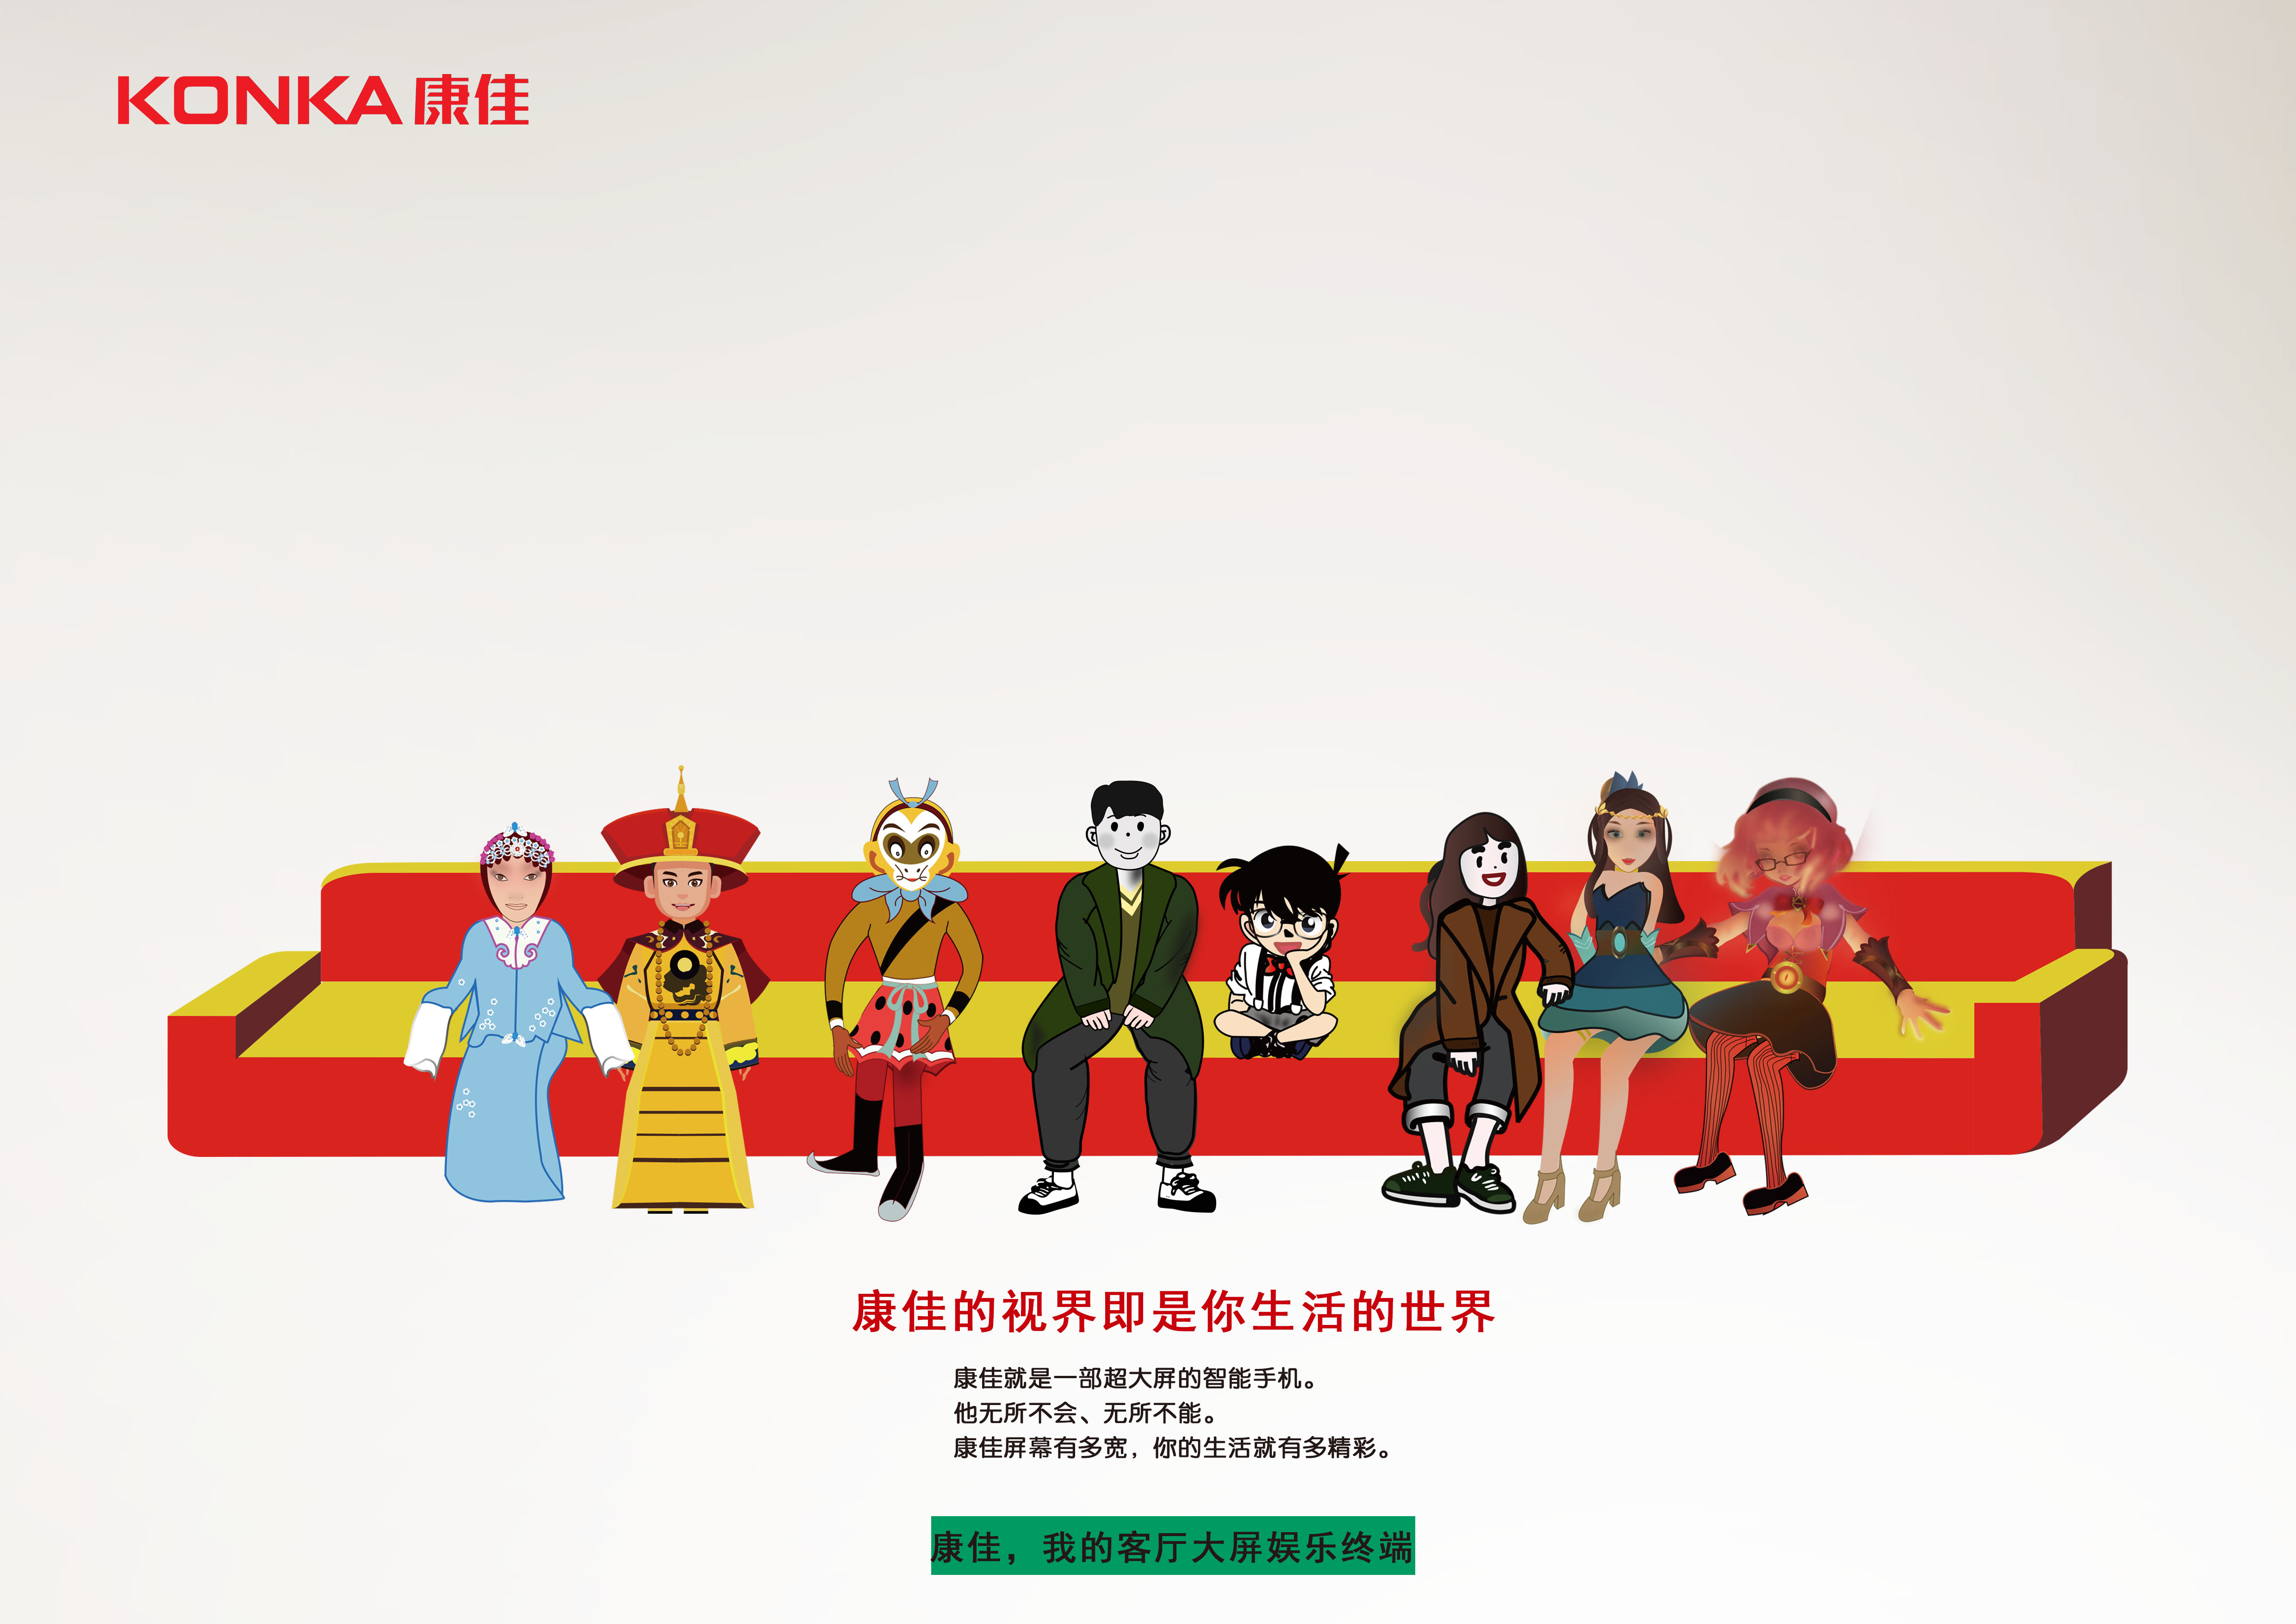 KONKA 康佳
康佳的视界即是你生活的世界
康佳就是一部超大屏的智能手机。
他无所不会、无所不能。
康佳屏幕有多宽，你的生活就有多精彩。
康佳，我的客厅大屏娱乐终端